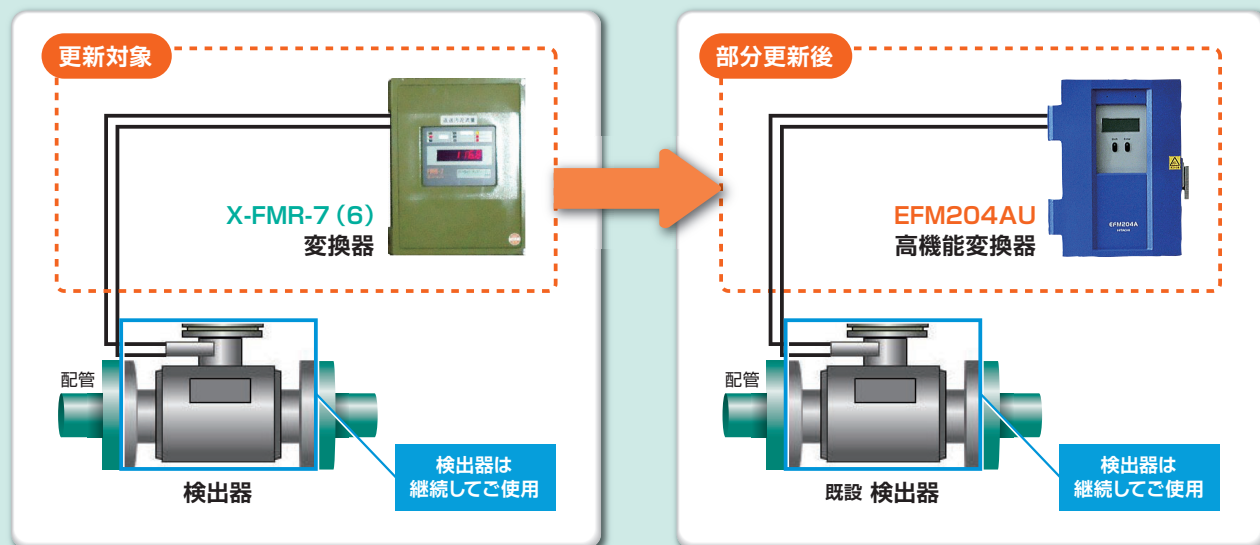 更新対象
X-FMR-7（6）
変換器
配管
検出器は
継続してご使用
検出器
部分更新後
EFM204AU
高機能変換器
EFM204A
HITACHI
配管
検出器は
継続してご使用
既設 検出器